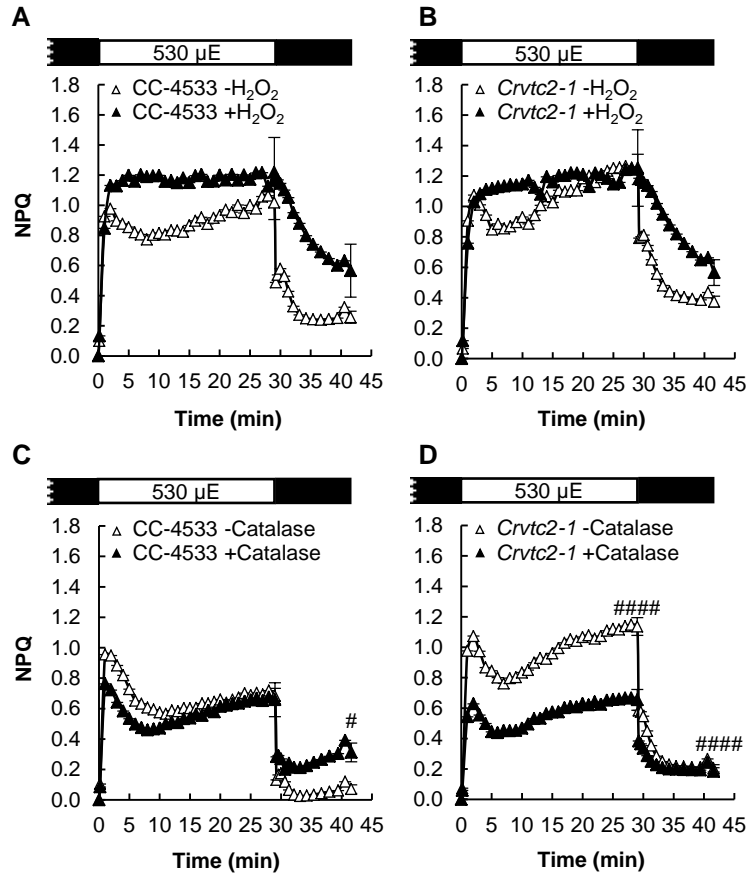 A
530 µE
△ CC-4533 -H₂O₂
▲ CC-4533 +H₂O₂
NPQ
1.8
1.6
1.4
1.2
1.0
0.8
0.6
0.4
0.2
0.0
0 5 10 15 20 25 30 35 40 45
Time (min)
B
530 µE
△ Crvtc2-1 -H₂O₂
▲ Crvtc2-1 +H₂O₂
1.8
1.6
1.4
1.2
1.0
0.8
0.6
0.4
0.2
0.0
0 5 10 15 20 25 30 35 40 45
Time (min)
C
530 µE
△ CC-4533 -Catalase
▲ CC-4533 +Catalase
NPQ
1.8
1.6
1.4
1.2
1.0
0.8
0.6
0.4
0.2
0.0
#
0 5 10 15 20 25 30 35 40 45
Time (min)
D
530 µE
△ Crvtc2-1 -Catalase
▲ Crvtc2-1 +Catalase
1.8
1.6
1.4
1.2
1.0
0.8
0.6
0.4
0.2
0.0
####
####
0 5 10 15 20 25 30 35 40 45
Time (min)